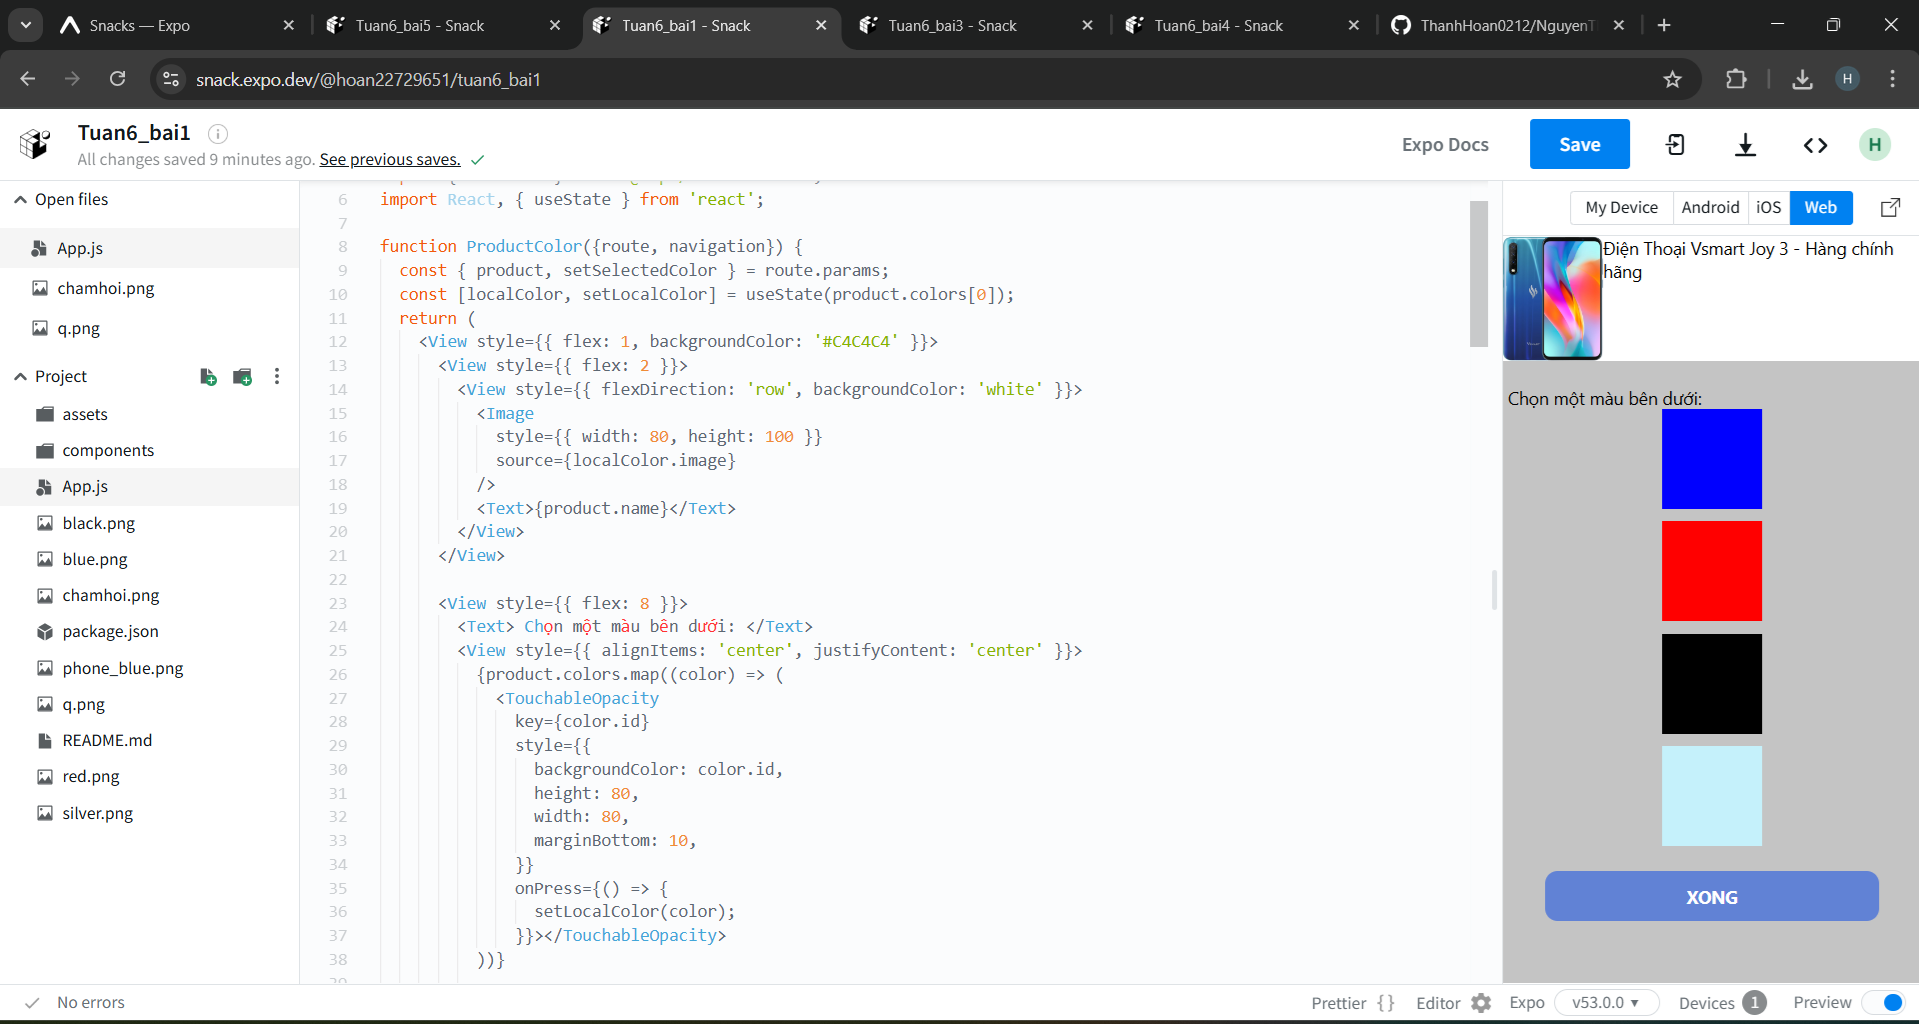 Snacks — Expo
Tuan6_bai5 - Snack
Tuan6_bai1 - Snack
Tuan6_bai3 - Snack
Tuan6_bai4 - Snack
ThanhHoan0212/NguyenT
snack.expo.dev/@hoan22729651/tuan6_bai1
H
Tuan6_bai1
All changes saved 9 minutes ago. See previous saves.
Expo Docs
Save
H
Open files
App.js
chamhoi.png
q.png
Project
assets
components
App.js
black.png
blue.png
chamhoi.png
package.json
phone_blue.png
q.png
README.md
red.png
silver.png
6 import React, { useState } from 'react';
7
8 function ProductColor({route, navigation}) {
9 const { product, setSelectedColor } = route.params;
10 const [localColor, setLocalColor] = useState(product.colors[0]);
11 return (
12 <View style={{ flex: 1, backgroundColor: '#C4C4C4' }}>
13 <View style={{ flex: 2 }}>
14 <View style={{ flexDirection: 'row', backgroundColor: 'white' }}>
15 <Image
16 style={{ width: 80, height: 100 }}
17 source={localColor.image}
18 />
19 <Text>{product.name}</Text>
20 </View>
21 </View>
22
23 <View style={{ flex: 8 }}>
24 <Text> Chọn một màu bên dưới: </Text>
25 <View style={{ alignItems: 'center', justifyContent: 'center' }}>
26 {product.colors.map((color) => (
27 <TouchableOpacity
28 key={color.id}
29 style={{
30 backgroundColor: color.id,
31 height: 80,
32 width: 80,
33 marginBottom: 10,
34 }}
35 onPress={() => {
36 setLocalColor(color);
37 }}></TouchableOpacity>
38 ))}
My Device
Android
iOS
Web
Điện Thoại Vsmart Joy 3 - Hàng chính
hãng
Chọn một màu bên dưới:
XONG
No errors
Prettier {}
Editor
Expo
v53.0.0
Devices 1
Preview